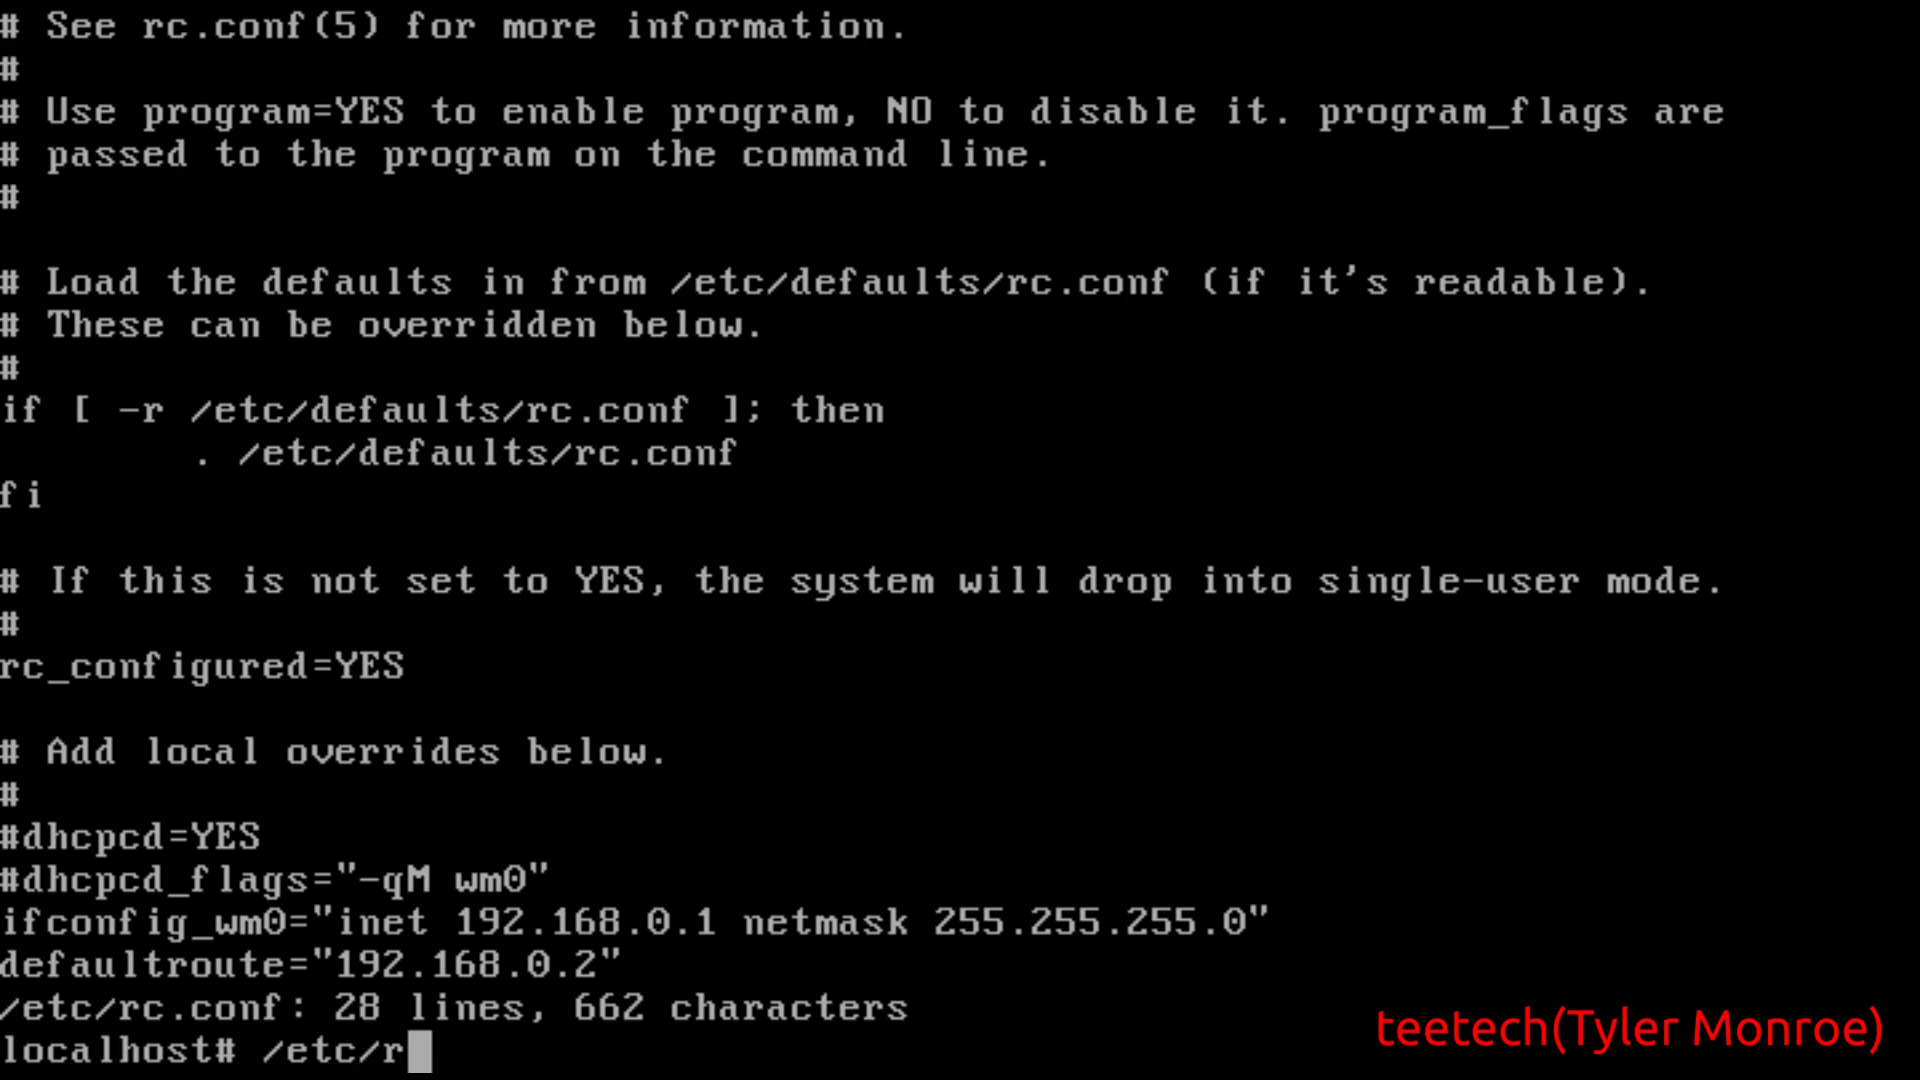 # See rc.conf(5) for more information.
#
# Use program=YES to enable program, NO to disable it. program_flags are
# passed to the program on the command line.
#

# Load the defaults in from /etc/defaults/rc.conf (if it's readable).
# These can be overridden below.
#
if [ -r /etc/defaults/rc.conf ]; then
        . /etc/defaults/rc.conf
fi

# If this is not set to YES, the system will drop into single-user mode.
#
rc_configured=YES

# Add local overrides below.
#
#dhcpcd=YES
#dhcpcd_flags="-qM wm0"
ifconfig_wm0="inet 192.168.0.1 netmask 255.255.255.0"
defaultroute="192.168.0.2"
/etc/rc.conf: 28 lines, 662 characters
localhost# /etc/r
teetech(Tyler Monroe)